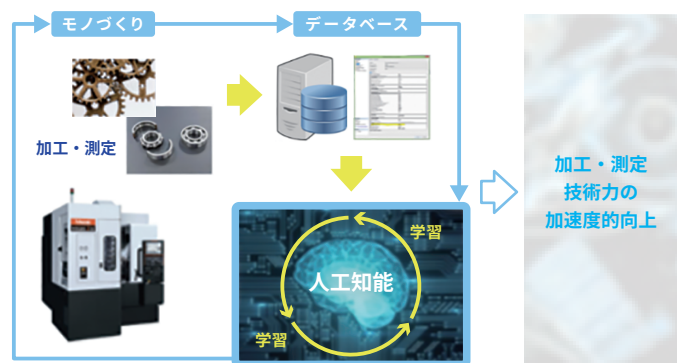 モノづくり
データベース
加工・測定
学習
人工知能
学習
加工・測定
技術力の
加速度的向上